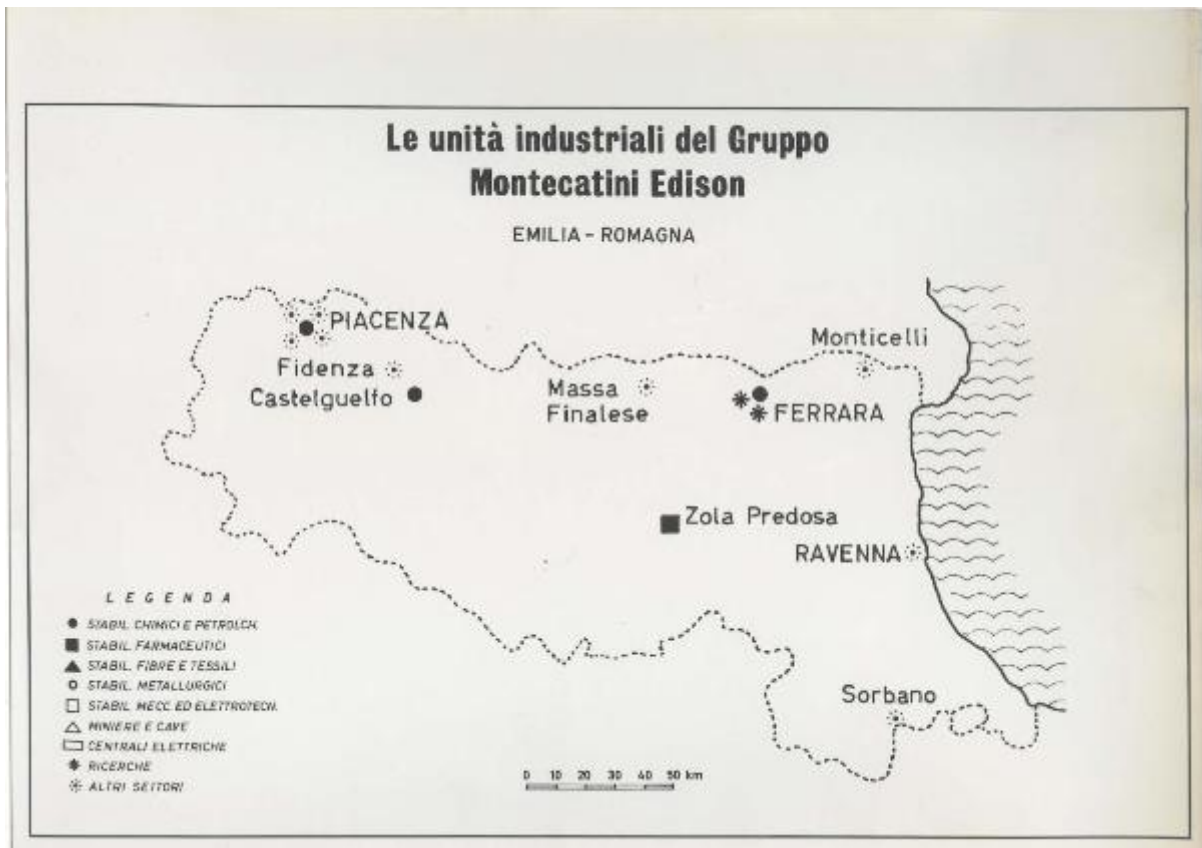 Le unità industriali del Gruppo
Montecatini Edison
EMILIA - ROMAGNA
PIACENZA
Monticelli
Fidenza
Castelguelfo
Massa
Finalese
FERRARA
Zola Predosa
RAVENNA
Sorbano
LEGENDA
STABIL. CHIMICI E PETROLCH.
STABIL. FARMACEUTICI
STABIL. FIBRE E TESSILI
STABIL. METALLURGICI
STABIL. MECC. ED ELETTROTECN.
MINIERE E CAVE
CENTRALI ELETTRICHE
RICERCHE
ALTRI SETTORI
0 10 20 30 40 50 km